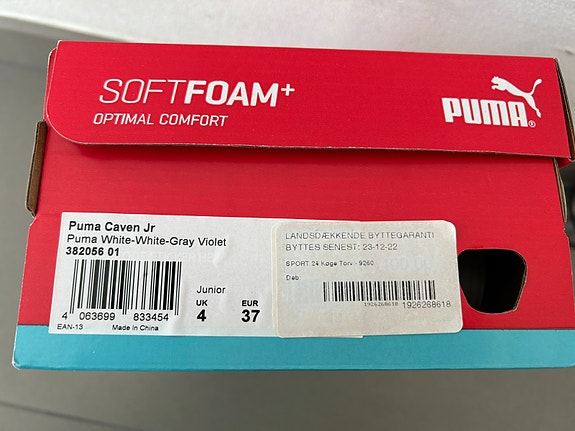 SOFTFOAM+
OPTIMAL COMFORT
PUMA®
Puma Caven Jr
Puma White-White-Gray Violet
382056 01
Junior
UK EUR
4 37
4 063699 833454
EAN-13 Made in China
LANDSDÆKKENDE BYTTEGARANTI
BYTTES SENEST: 23-12-22
SPORT 24 Køge Torv - 9260
Deb:
1926268618 1926268618